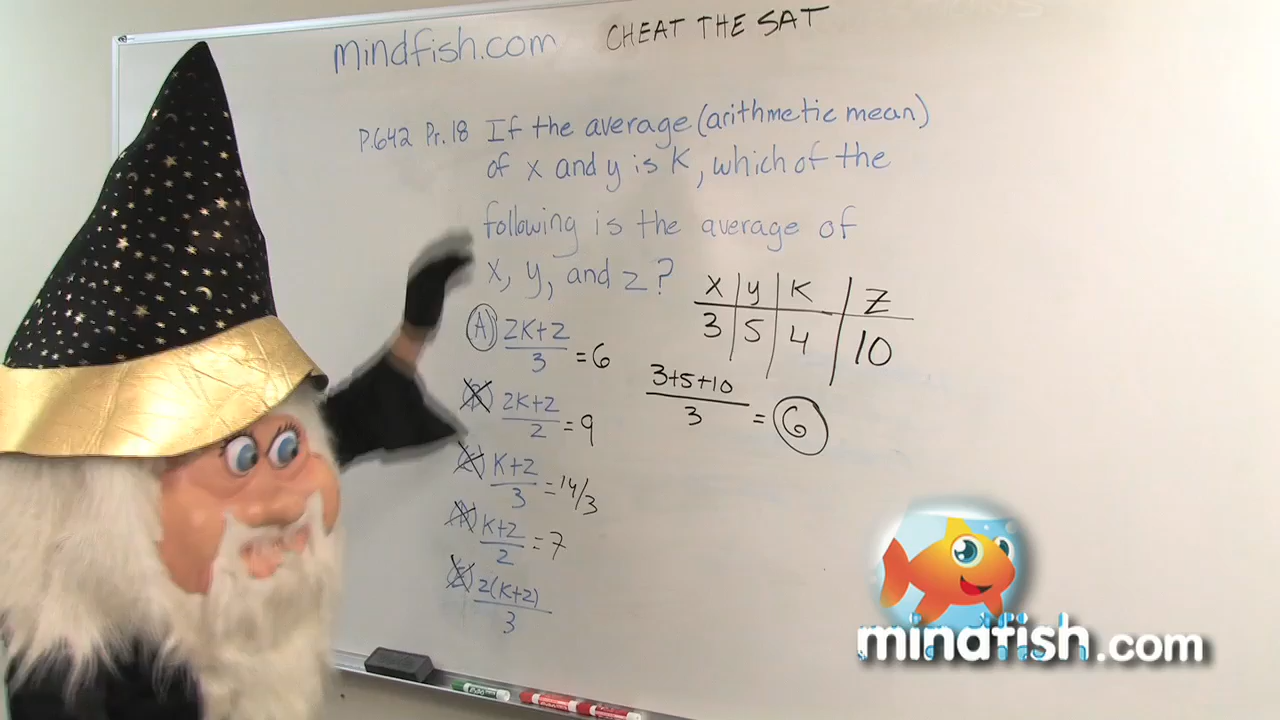 mindfish.com CHEAT THE SAT
P.642 Pr.18 If the average (arithmetic mean)
of x and y is K, which of the
following is the average of
x, y, and z?
X y K Z
3 5 4 10
A) 2K+z
3 = 6
3+5+10
3 = 6
B) 2K+z
2 = 9
C) K+z
3 = 14/3
D) K+z
2 = 7
E) 2(K+z)
3
mindfish.com